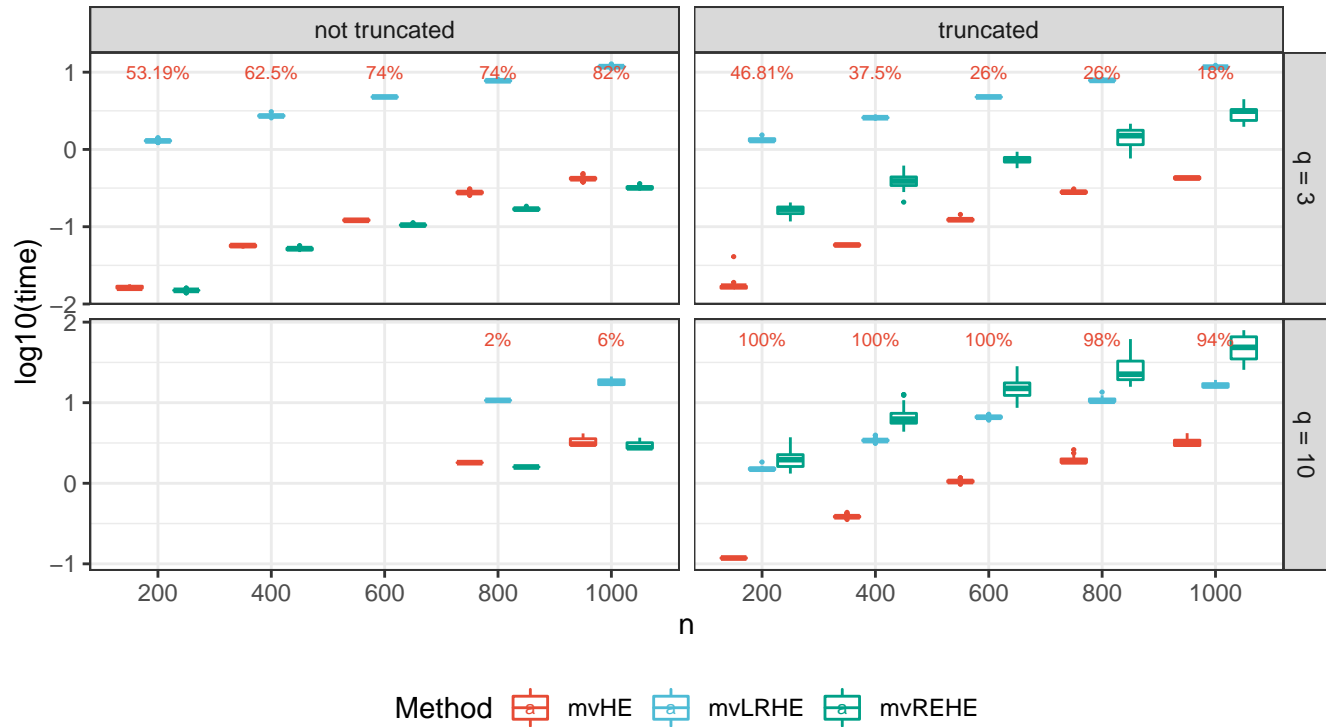 not truncated
truncated
53.19% 62.5% 74% 74% 82%
46.81% 37.5% 26% 26% 18%
1
0
−1
−2
q = 3
log10(time)
2% 6%
100% 100% 100% 98% 94%
2
1
0
−1
q = 10
200 400 600 800 1000
200 400 600 800 1000
n
Method a mvHE a mvLRHE a mvREHE